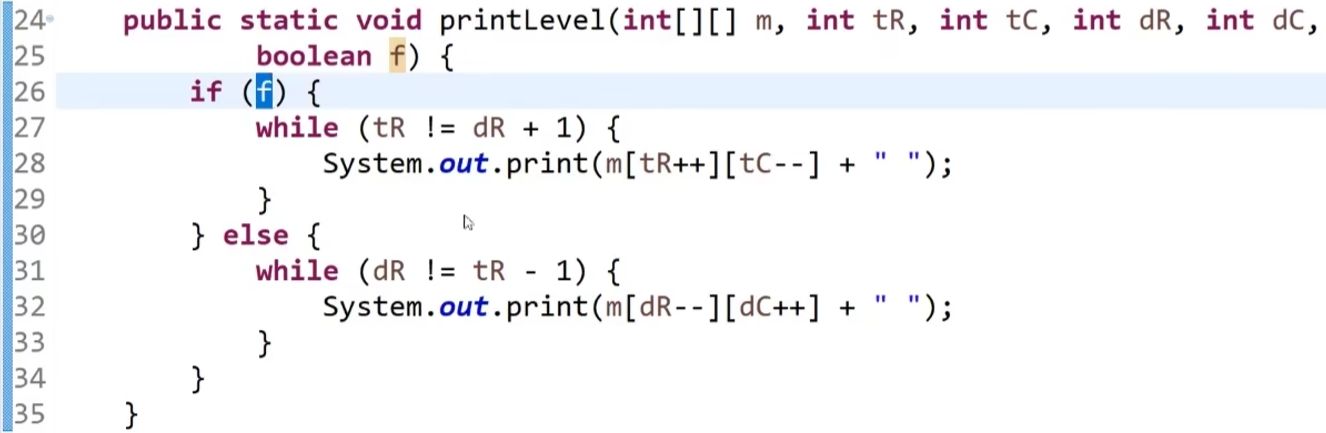 24 public static void printLevel(int[][] m, int tR, int tC, int dR, int dC,
25 boolean f) {
26 if (f) {
27 while (tR != dR + 1) {
28 System.out.print(m[tR++][tC--] + " ");
29 }
30 } else {
31 while (dR != tR - 1) {
32 System.out.print(m[dR--][dC++] + " ");
33 }
34 }
35 }